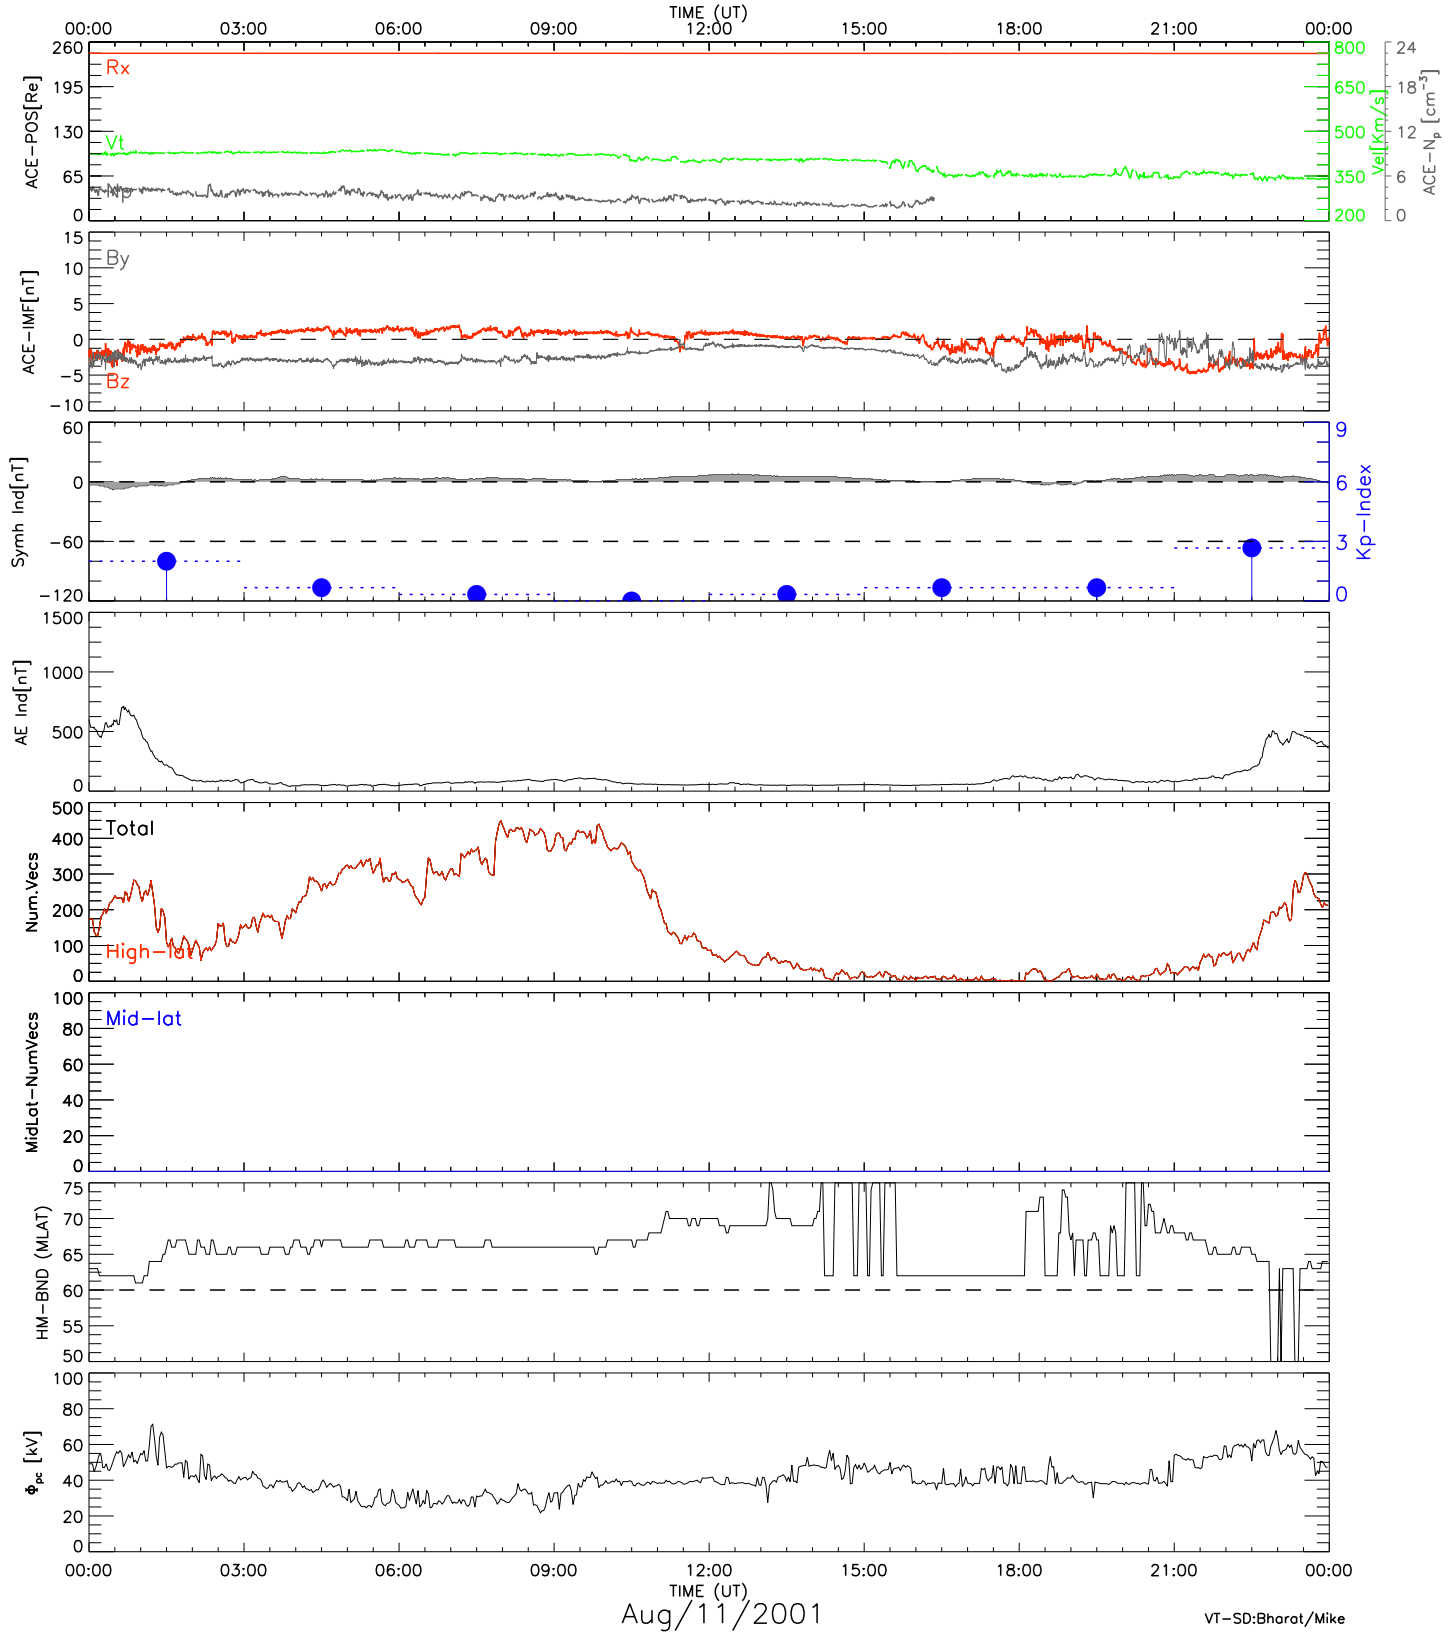 TIME (UT)
00:00 03:00 06:00 09:00 12:00 15:00 18:00 21:00 00:00
ACE-POS[Re]
260
195
130
65
0
Rx
Vt
Np
800
650
500
350
200
Vel[Km/s]
24
18
12
6
0
ACE-Np [cm-3]
ACE-IMF[nT]
15
10
5
0
-5
-10
By
Bz
Symh Ind[nT]
60
0
-60
-120
9
6
3
0
Kp-Index
AE Ind[nT]
1500
1000
500
0
Num.Vecs
500
400
300
200
100
0
Total
High-lat
MidLat-NumVecs
100
80
60
40
20
0
Mid-lat
HM-BND (MLAT)
75
70
65
60
55
50
Φpc [kV]
100
80
60
40
20
0
00:00 03:00 06:00 09:00 12:00 15:00 18:00 21:00 00:00
TIME (UT)
Aug/11/2001
VT-SD:Bharat/Mike